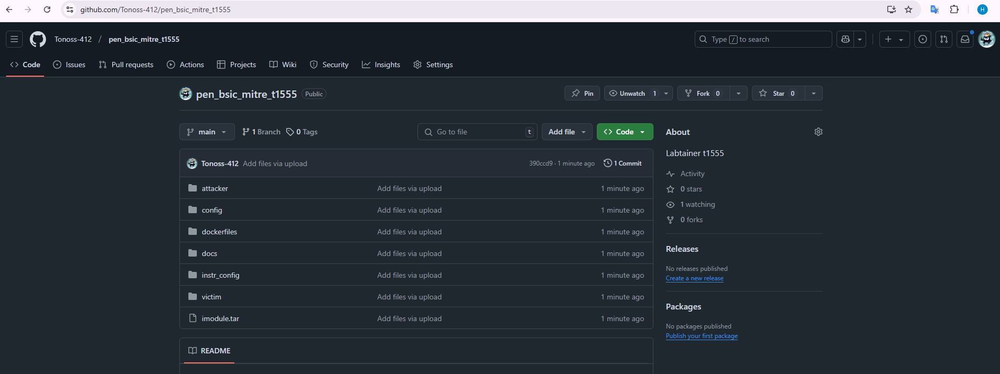 github.com/Tonoss-412/pen_bsic_mitre_t1555
H
Tonoss-412 / pen_bsic_mitre_t1555
Type / to search
Code Issues Pull requests Actions Projects Wiki Security Insights Settings
pen_bsic_mitre_t1555 Public
Pin Unwatch 1 Fork 0 Star 0
main 1 Branch 0 Tags Go to file t Add file Code
Tonoss-412 Add files via upload 390ccd9 · 1 minute ago 1 Commit
attacker Add files via upload 1 minute ago
config Add files via upload 1 minute ago
dockerfiles Add files via upload 1 minute ago
docs Add files via upload 1 minute ago
instr_config Add files via upload 1 minute ago
victim Add files via upload 1 minute ago
imodule.tar Add files via upload 1 minute ago
README
About
Labtainer t1555
Activity
0 stars
1 watching
0 forks
Releases
No releases published
Create a new release
Packages
No packages published
Publish your first package